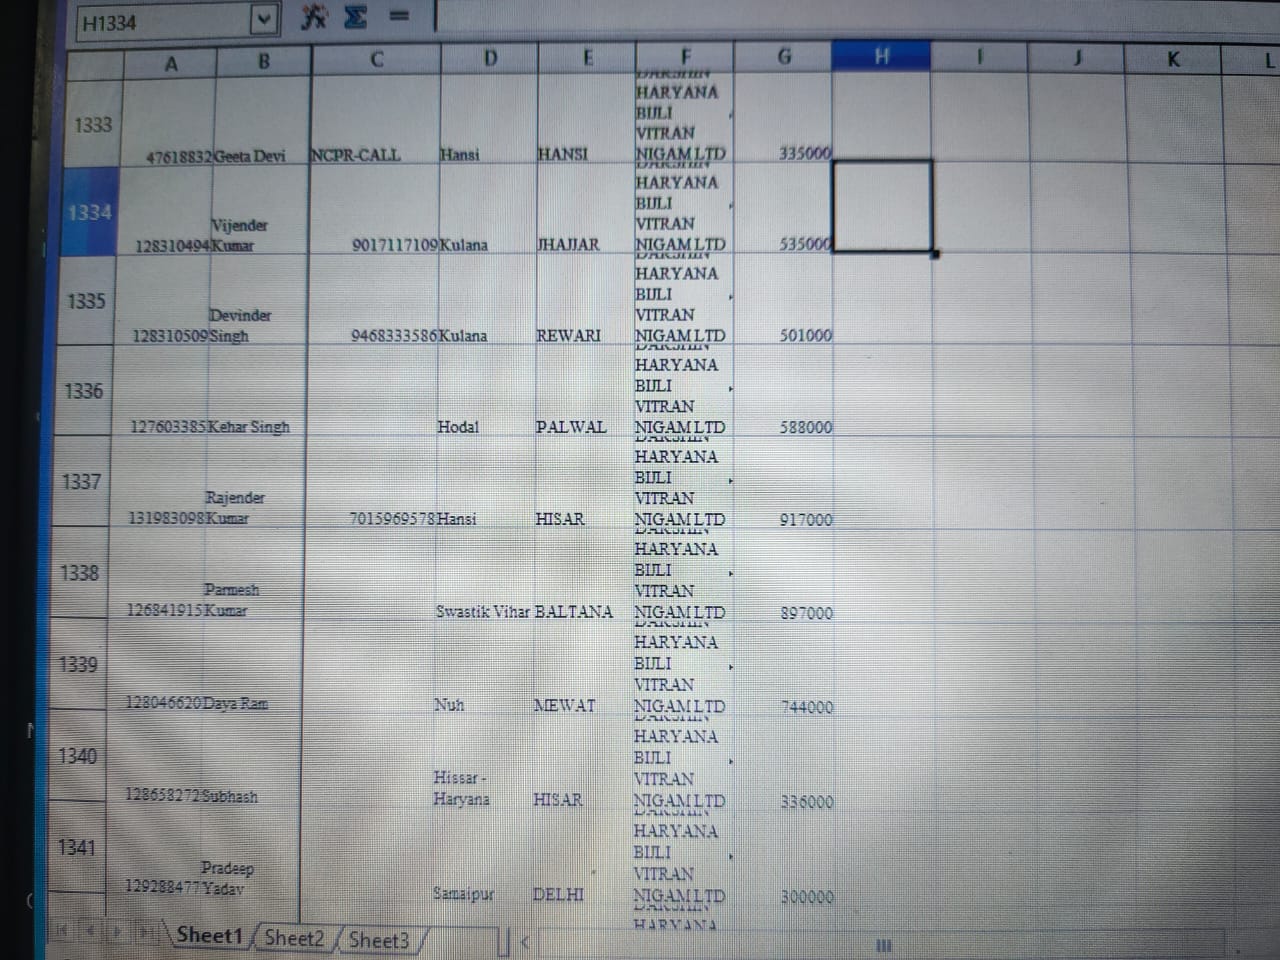 H1334
A B C D E F G H I J K L
1333 47618832 Geeta Devi NCPR-CALL Hansi HANSI DAKSHIN HARYANA BIJLI VITRAN NIGAM LTD 335000
1334 128310494 Vijender Kumar 9017117109 Kulana JHAJJAR DAKSHIN HARYANA BIJLI VITRAN NIGAM LTD 535000
1335 128310509 Devinder Singh 9468333586 Kulana REWARI DAKSHIN HARYANA BIJLI VITRAN NIGAM LTD 501000
1336 127603385 Kehar Singh Hodal PALWAL DAKSHIN HARYANA BIJLI VITRAN NIGAM LTD 588000
1337 131983098 Rajender Kumar 7015969578 Hansi HISAR DAKSHIN HARYANA BIJLI VITRAN NIGAM LTD 917000
1338 126841915 Parmesh Kumar Swastik Vihar BALTANA DAKSHIN HARYANA BIJLI VITRAN NIGAM LTD 897000
1339 128046620 Daya Ram Nuh MEWAT DAKSHIN HARYANA BIJLI VITRAN NIGAM LTD 744000
1340 128658272 Subhash Hissar - Haryana HISAR DAKSHIN HARYANA BIJLI VITRAN NIGAM LTD 336000
1341 129288477 Pradeep Yadav Samaipur DELHI DAKSHIN HARYANA BIJLI VITRAN NIGAM LTD 300000
HARYANA
Sheet1 Sheet2 Sheet3